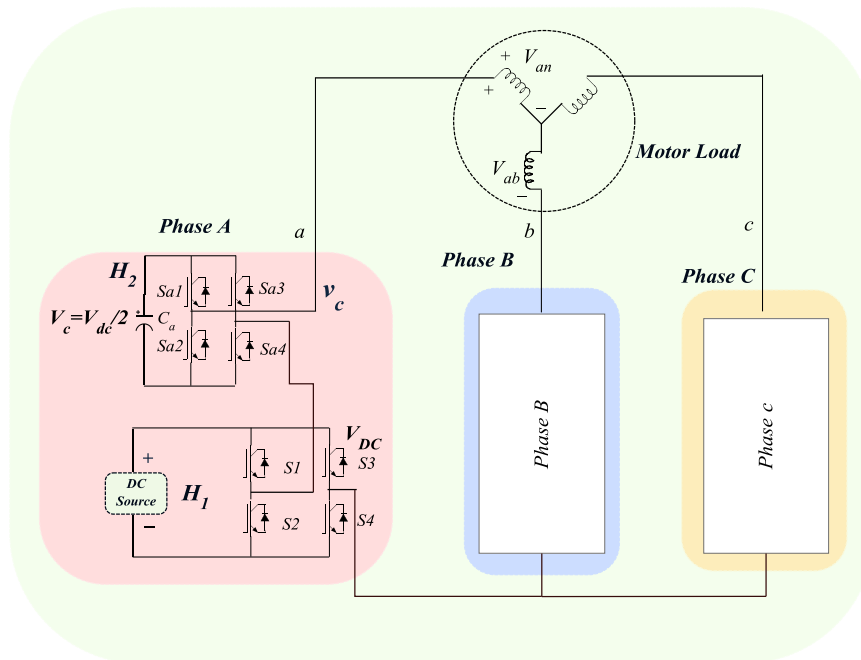 +
V_an
+
−
Motor Load
V_ab
−
Phase A
a
b
c
Phase B
Phase C
H_2
Sa1
Sa3
v_c
V_c=V_dc/2
+
C_a
Sa2
Sa4
V_DC
+
S1
S3
DC
Source
H_1
S2
S4
−
Phase B
Phase c